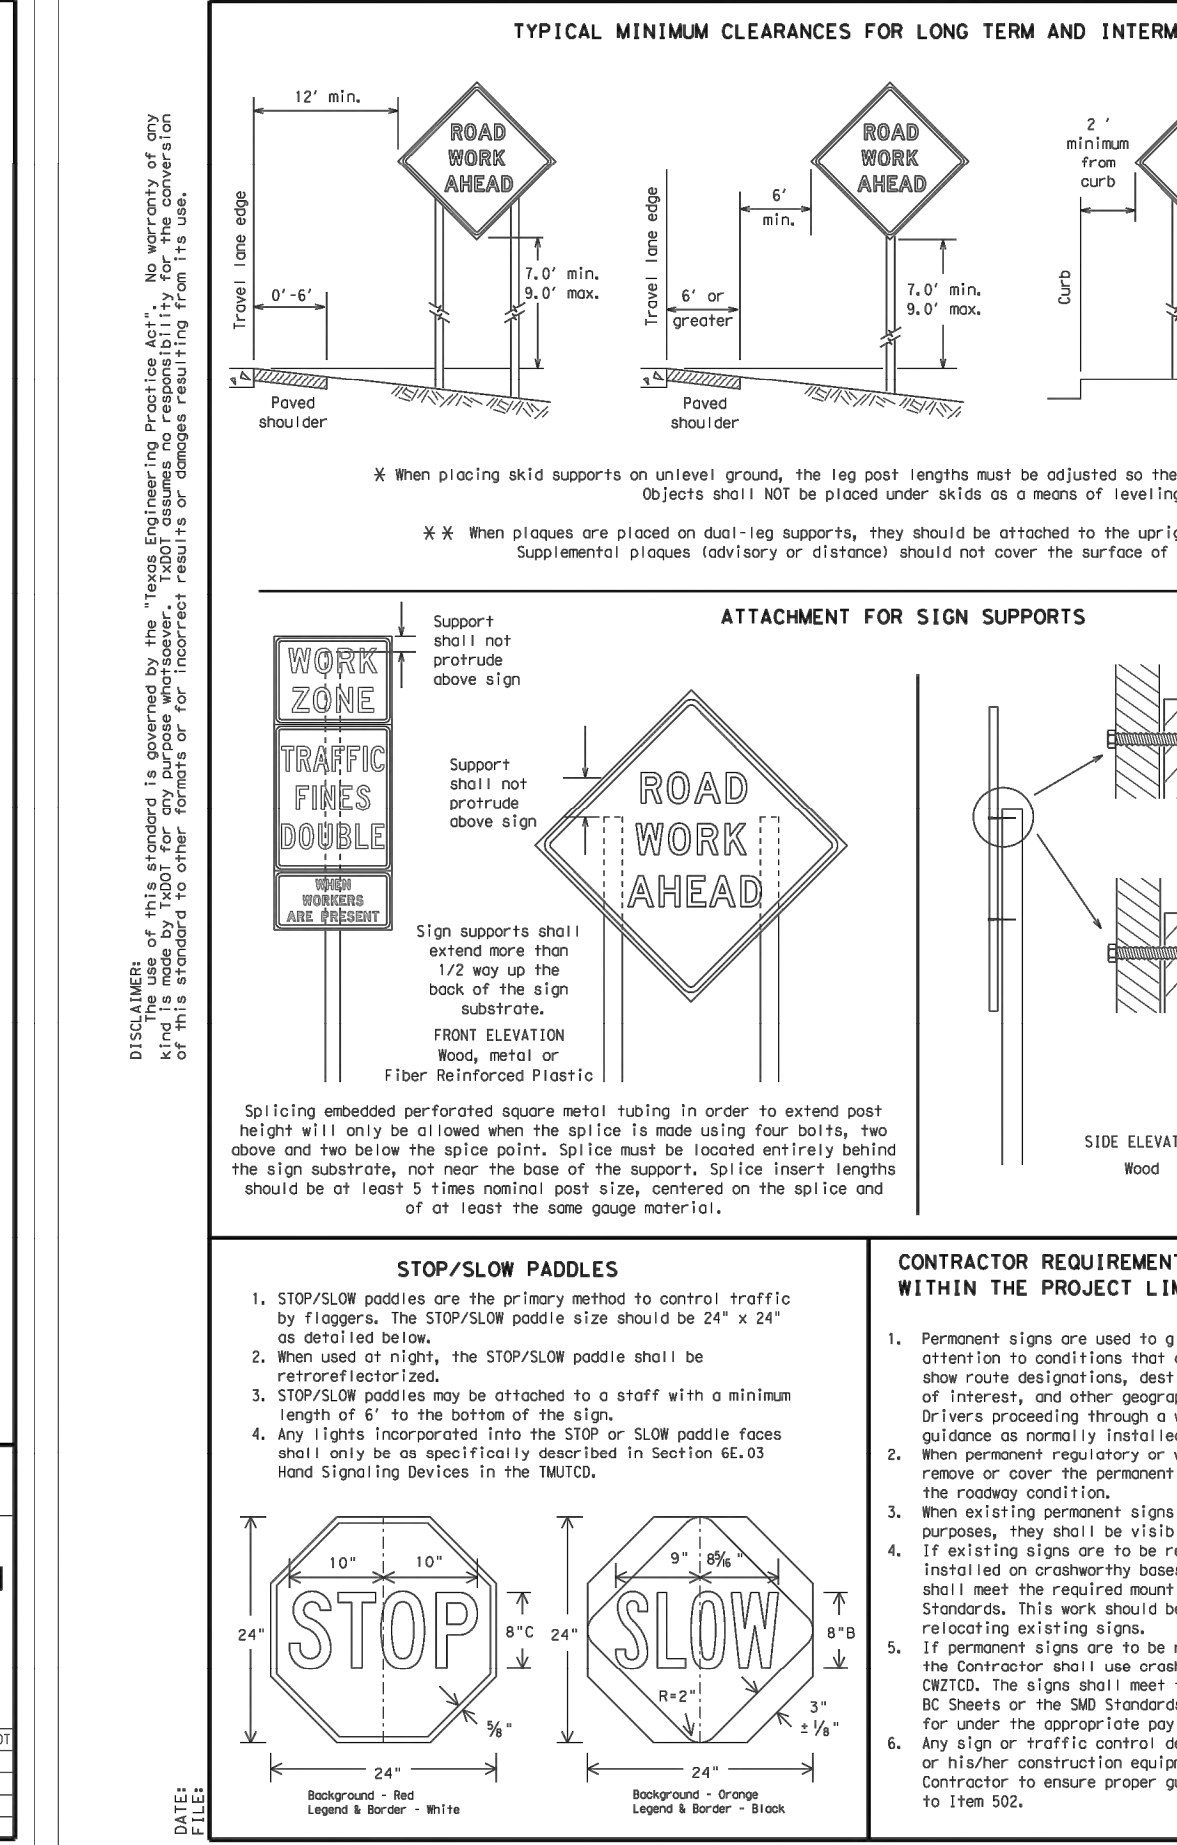 TYPICAL MINIMUM CLEARANCES FOR LONG TERM AND INTERM
12' min.
ROAD
WORK
AHEAD
Travel lane edge
0'-6'
7.0' min.
9.0' max.
Paved
shoulder
ROAD
WORK
AHEAD
Travel lane edge
6'
min.
6' or
greater
7.0' min.
9.0' max.
Paved
shoulder
2 '
minimum
from
curb
Curb
* When placing skid supports on unlevel ground, the leg post lengths must be adjusted so the
Objects shall NOT be placed under skids as a means of leveling
* * When plaques are placed on dual-leg supports, they should be attached to the uprig
Supplemental plaques (advisory or distance) should not cover the surface of
DISCLAIMER:
The use of this standard is governed by the "Texas Engineering Practice Act". No warranty of any
kind is made by TxDOT for any purpose whatsoever. TxDOT assumes no responsibility for the conversion
of this standard to other formats or for incorrect results or damages resulting from its use.
DATE:
FILE:
ATTACHMENT FOR SIGN SUPPORTS
WORK
ZONE
TRAFFIC
FINES
DOUBLE
WHEN
WORKERS
ARE PRESENT
Support
shall not
protrude
above sign
Support
shall not
protrude
above sign
ROAD
WORK
AHEAD
Sign supports shall
extend more than
1/2 way up the
back of the sign
substrate.
FRONT ELEVATION
Wood, metal or
Fiber Reinforced Plastic
SIDE ELEVAT
Wood
Splicing embedded perforated square metal tubing in order to extend post
height will only be allowed when the splice is made using four bolts, two
above and two below the spice point. Splice must be located entirely behind
the sign substrate, not near the base of the support. Splice insert lengths
should be at least 5 times nominal post size, centered on the splice and
of at least the same gauge material.
STOP/SLOW PADDLES
1. STOP/SLOW paddles are the primary method to control traffic
by flaggers. The STOP/SLOW paddle size should be 24" x 24"
as detailed below.
2. When used at night, the STOP/SLOW paddle shall be
retroreflectorized.
3. STOP/SLOW paddles may be attached to a staff with a minimum
length of 6' to the bottom of the sign.
4. Any lights incorporated into the STOP or SLOW paddle faces
shall only be as specifically described in Section 6E.03
Hand Signaling Devices in the TMUTCD.
24"
10"
10"
STOP
8"C
5/8"
24"
Background - Red
Legend & Border - White
24"
9"
8 5/16 "
SLOW
8"B
R=2"
3"
± 1/8"
24"
Background - Orange
Legend & Border - Black
CONTRACTOR REQUIREMENT
WITHIN THE PROJECT LIM
1. Permanent signs are used to g
attention to conditions that
show route designations, dest
of interest, and other geograp
Drivers proceeding through a w
guidance as normally installed
2. When permanent regulatory or w
remove or cover the permanent
the roadway condition.
3. When existing permanent signs
purposes, they shall be visib
4. If existing signs are to be re
installed on crashworthy bases
shall meet the required mount
Standards. This work should be
relocating existing signs.
5. If permanent signs are to be r
the Contractor shall use crash
CWZTCD. The signs shall meet
BC Sheets or the SMD Standards
for under the appropriate pay
6. Any sign or traffic control de
or his/her construction equipm
Contractor to ensure proper gu
to Item 502.